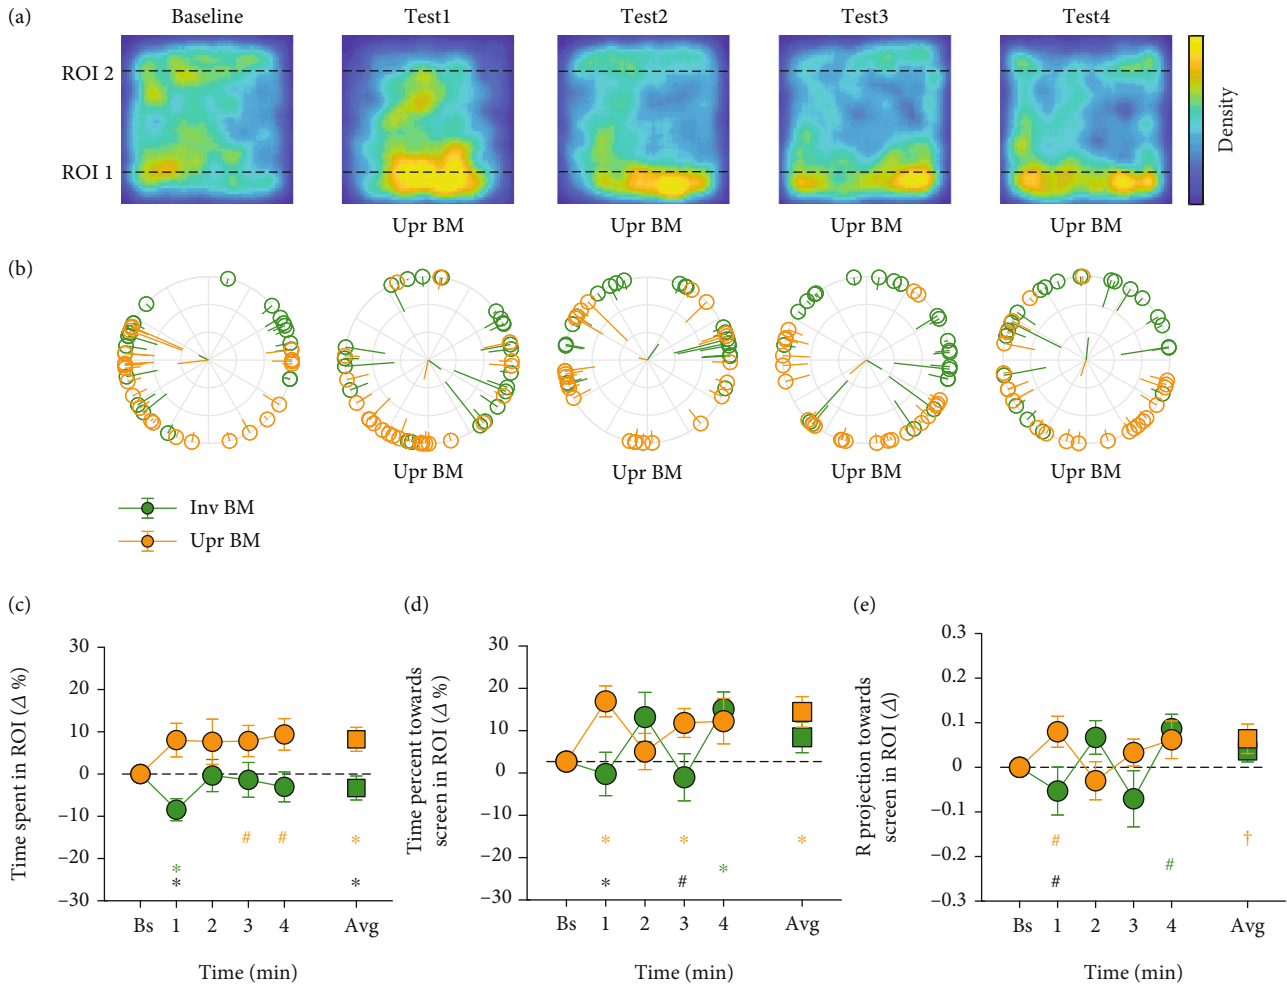 (a)
Baseline Test1 Test2 Test3 Test4
ROI 2
ROI 1
Density
Upr BM Upr BM Upr BM Upr BM
(b)
Upr BM Upr BM Upr BM Upr BM
Inv BM
Upr BM
(c)
Time spent in ROI (Δ %)
30
20
10
0
−10
−20
−30
# # *
*
* *
Bs 1 2 3 4 Avg
Time (min)
(d)
Time percent towards
screen in ROI (Δ %)
30
20
10
0
−10
−20
−30
* * *
*
* #
Bs 1 2 3 4 Avg
Time (min)
(e)
R projection towards
screen in ROI (Δ)
0.3
0.2
0.1
0
−0.1
−0.2
−0.3
# †
#
#
Bs 1 2 3 4 Avg
Time (min)